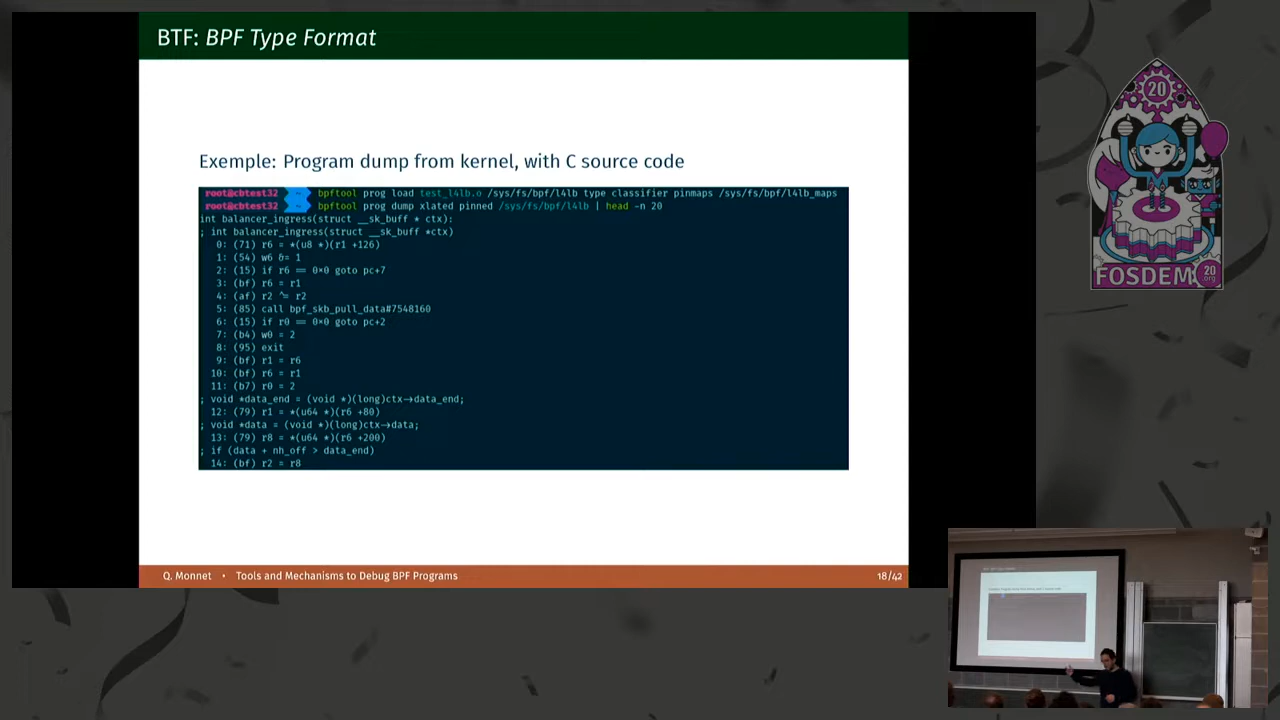 BTF: BPF Type Format
Exemple: Program dump from kernel, with C source code
root@cbtest32 ~ bpftool prog load test_l4lb.o /sys/fs/bpf/l4lb type classifier pinmaps /sys/fs/bpf/l4lb_maps
root@cbtest32 ~ bpftool prog dump xlated pinned /sys/fs/bpf/l4lb | head -n 20
int balancer_ingress(struct __sk_buff * ctx):
; int balancer_ingress(struct __sk_buff *ctx)
0: (71) r6 = *(u8 *)(r1 +126)
1: (54) w6 &= 1
2: (15) if r6 == 0×0 goto pc+7
3: (bf) r6 = r1
4: (af) r2 ^= r2
5: (85) call bpf_skb_pull_data#7548160
6: (15) if r0 == 0×0 goto pc+2
7: (b4) w0 = 2
8: (95) exit
9: (bf) r1 = r6
10: (bf) r6 = r1
11: (b7) r0 = 2
; void *data_end = (void *)(long)ctx→data_end;
12: (79) r1 = *(u64 *)(r6 +80)
; void *data = (void *)(long)ctx→data;
13: (79) r8 = *(u64 *)(r6 +200)
; if (data + nh_off > data_end)
14: (bf) r2 = r8
Q. Monnet • Tools and Mechanisms to Debug BPF Programs
18/42
20
FOSDEM
20
.org